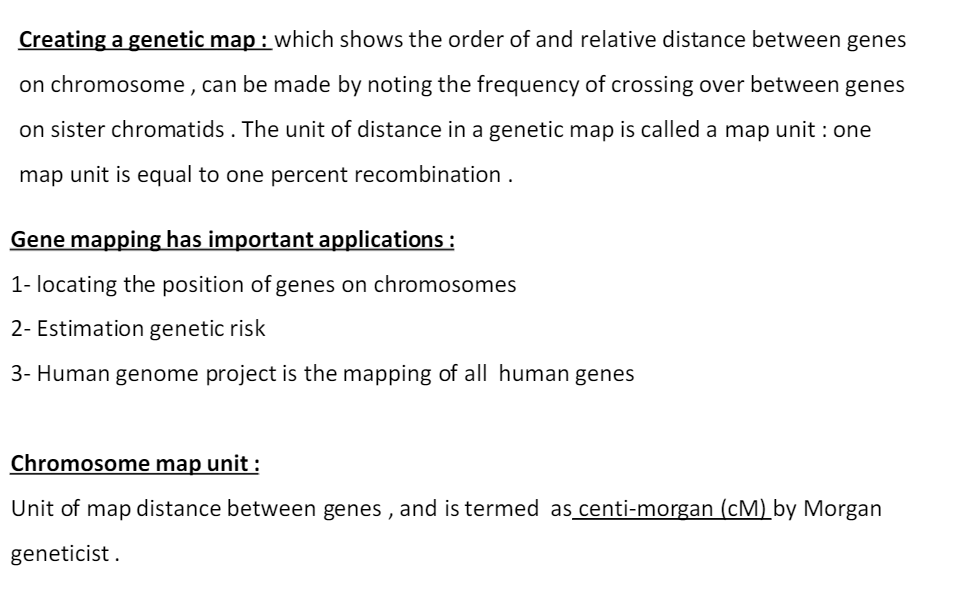 Creating a genetic map : which shows the order of and relative distance between genes
on chromosome , can be made by noting the frequency of crossing over between genes
on sister chromatids . The unit of distance in a genetic map is called a map unit : one
map unit is equal to one percent recombination .
Gene mapping has important applications :
1- locating the position of genes on chromosomes
2- Estimation genetic risk
3- Human genome project is the mapping of all human genes
Chromosome map unit :
Unit of map distance between genes , and is termed as centi-morgan (cM) by Morgan
geneticist .